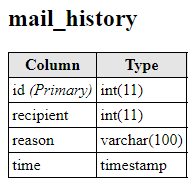 mail_history
Column Type
id (Primary) int(11)
recipient int(11)
reason varchar(100)
time timestamp